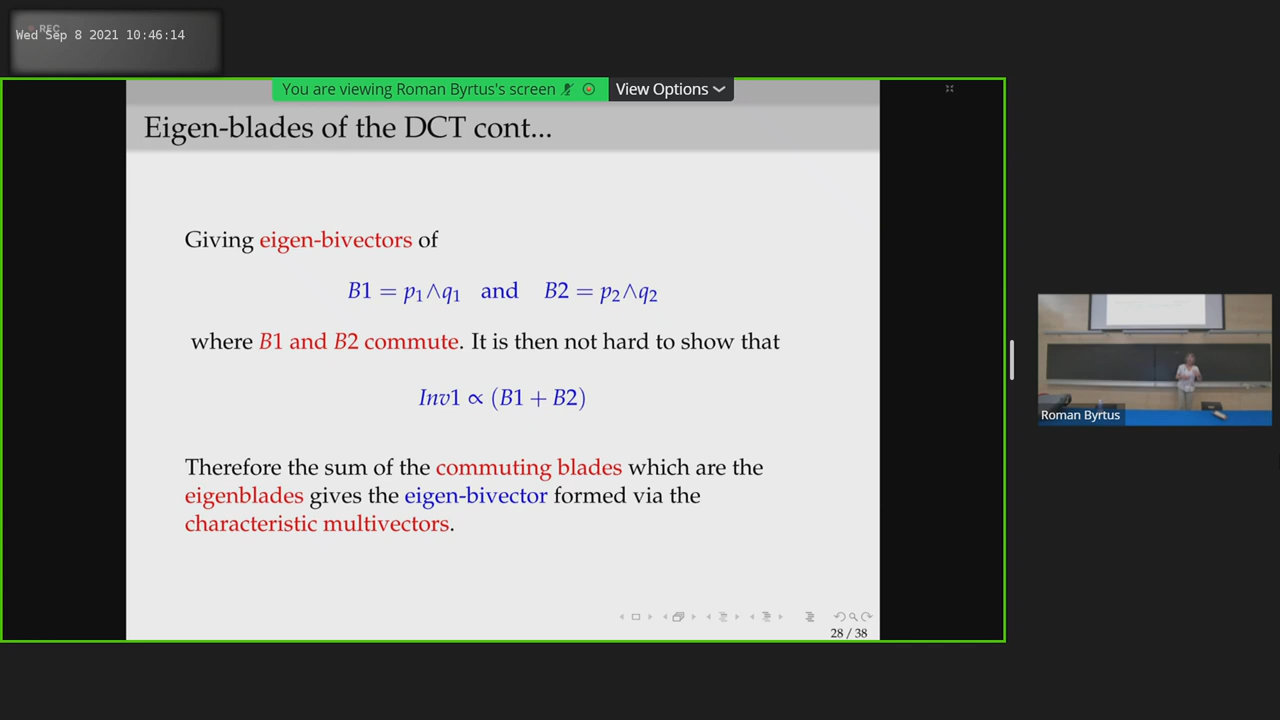 REC
Wed Sep 8 2021 10:46:14
You are viewing Roman Byrtus's screen
View Options
Eigen-blades of the DCT cont...
Giving eigen-bivectors of
B1 = p₁∧q₁ and B2 = p₂∧q₂
where B1 and B2 commute. It is then not hard to show that
Inv1 ∝ (B1 + B2)
Therefore the sum of the commuting blades which are the
eigenblades gives the eigen-bivector formed via the
characteristic multivectors.
28 / 38
Roman Byrtus